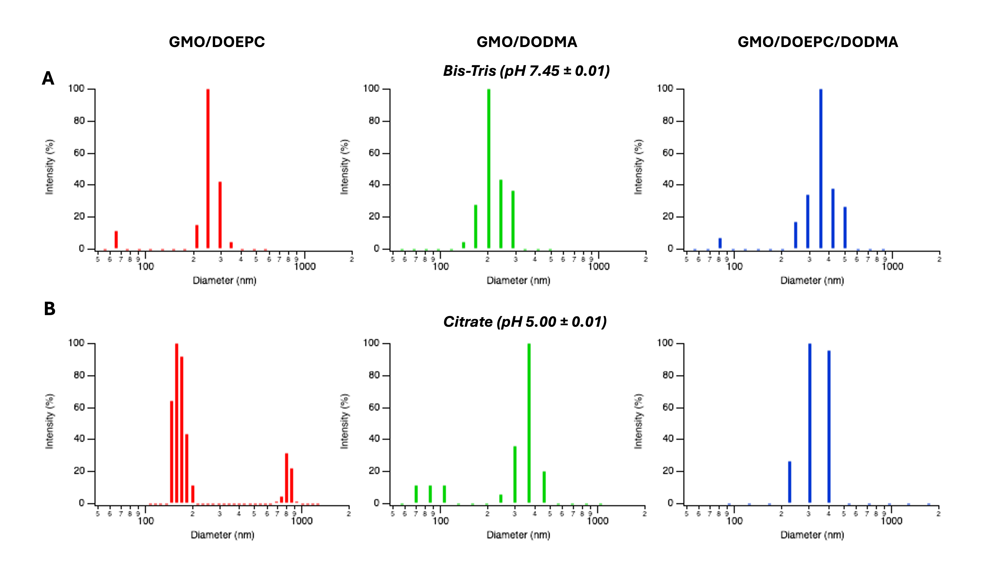 GMO/DOEPC GMO/DODMA GMO/DOEPC/DODMA
Bis-Tris (pH 7.45 ± 0.01)
A
100
80
60
40
20
0
Intensity (%)
5 6 7 8 9 2 3 4 5 6 7 8 9 2
100 1000
Diameter (nm)
100
80
60
40
20
0
Intensity (%)
5 6 7 8 9 2 3 4 5 6 7 8 9 2
100 1000
Diameter (nm)
100
80
60
40
20
0
Intensity (%)
5 6 7 8 9 2 3 4 5 6 7 8 9 2
100 1000
Diameter (nm)
B
Citrate (pH 5.00 ± 0.01)
100
80
60
40
20
0
Intensity (%)
5 6 7 8 9 2 3 4 5 6 7 8 9 2
100 1000
Diameter (nm)
100
80
60
40
20
0
Intensity (%)
5 6 7 8 9 2 3 4 5 6 7 8 9 2
100 1000
Diameter (nm)
100
80
60
40
20
0
Intensity (%)
5 6 7 8 9 2 3 4 5 6 7 8 9 2
100 1000
Diameter (nm)